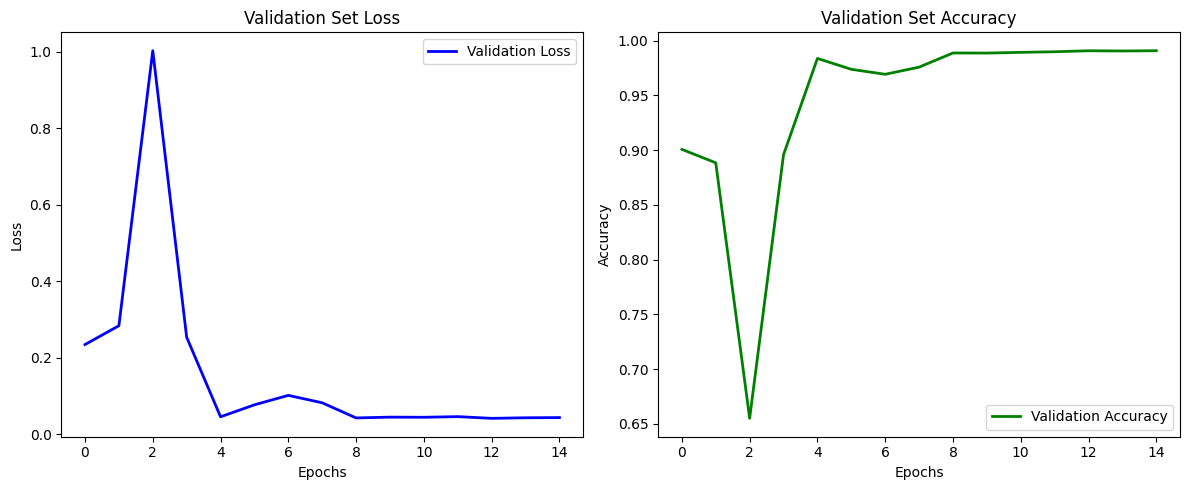 Validation Set Loss
Validation Loss
1.0
0.8
0.6
0.4
0.2
0.0
Loss
0 2 4 6 8 10 12 14
Epochs
Validation Set Accuracy
1.00
0.95
0.90
0.85
0.80
0.75
0.70
0.65
Accuracy
Validation Accuracy
0 2 4 6 8 10 12 14
Epochs